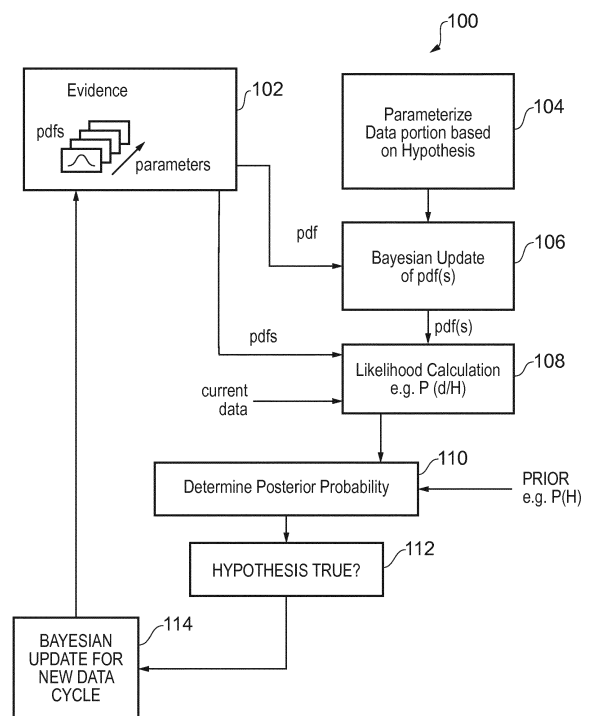 100
Evidence
102
pdfs
parameters
Parameterize
Data portion based
on Hypothesis
104
pdf
Bayesian Update
of pdf(s)
106
pdf(s)
pdfs
Likelihood Calculation
e.g. P (d/H)
108
current
data
110
Determine Posterior Probability
PRIOR
e.g. P(H)
HYPOTHESIS TRUE?
112
114
BAYESIAN
UPDATE FOR
NEW DATA
CYCLE